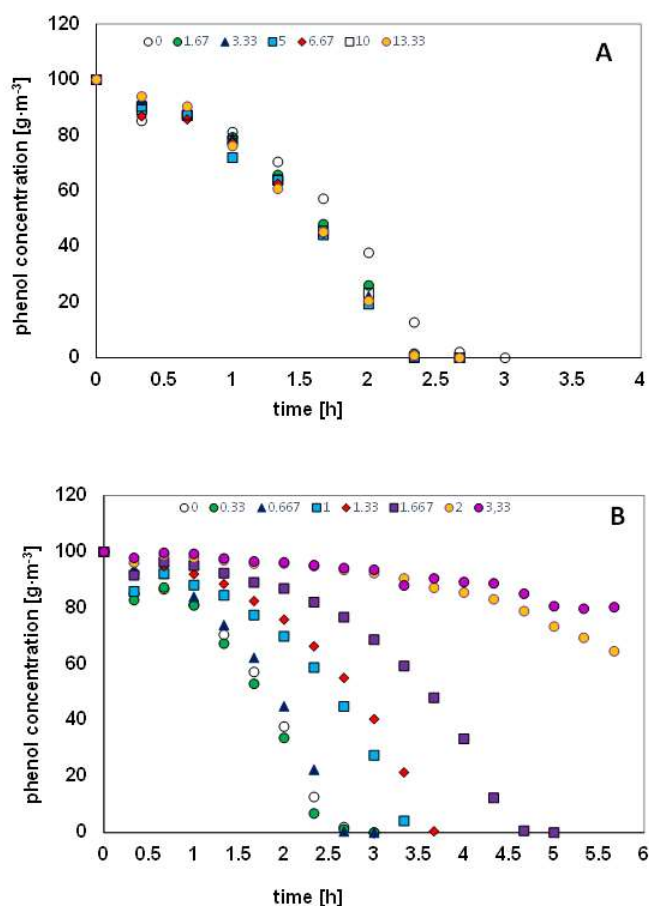 120
0 1.67 3.33 5 6.67 10 13.33
A
100
80
60
40
20
0
phenol concentration [g·m⁻³]
0 0.5 1 1.5 2 2.5 3 3.5 4
time [h]
120
0 0.33 0.667 1 1.33 1.667 2 3,33
B
100
80
60
40
20
0
phenol concentration [g·m⁻³]
0 0.5 1 1.5 2 2.5 3 3.5 4 4.5 5 5.5 6
time [h]